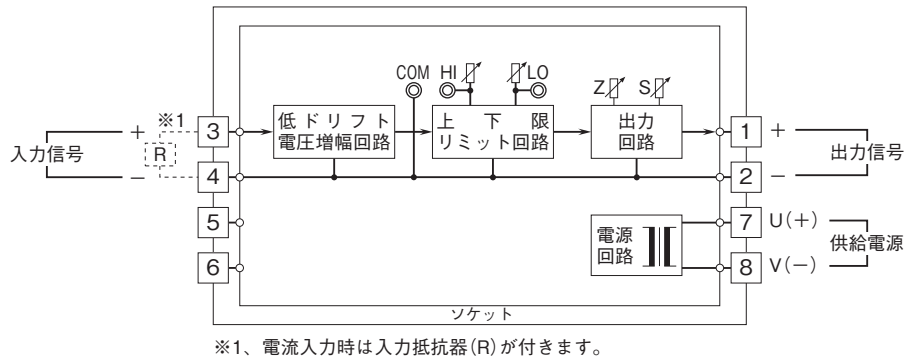 COM HI LO
Z S
※1
+ 3 低ドリフト 上下限 出力 1 +
入力信号 R 電圧増幅回路 リミット回路 回路 出力信号
− 4 2 −
5 電源 7 U(+)
回路 供給電源
6 8 V(−)
ソケット
※1、電流入力時は入力抵抗器(R)が付きます。